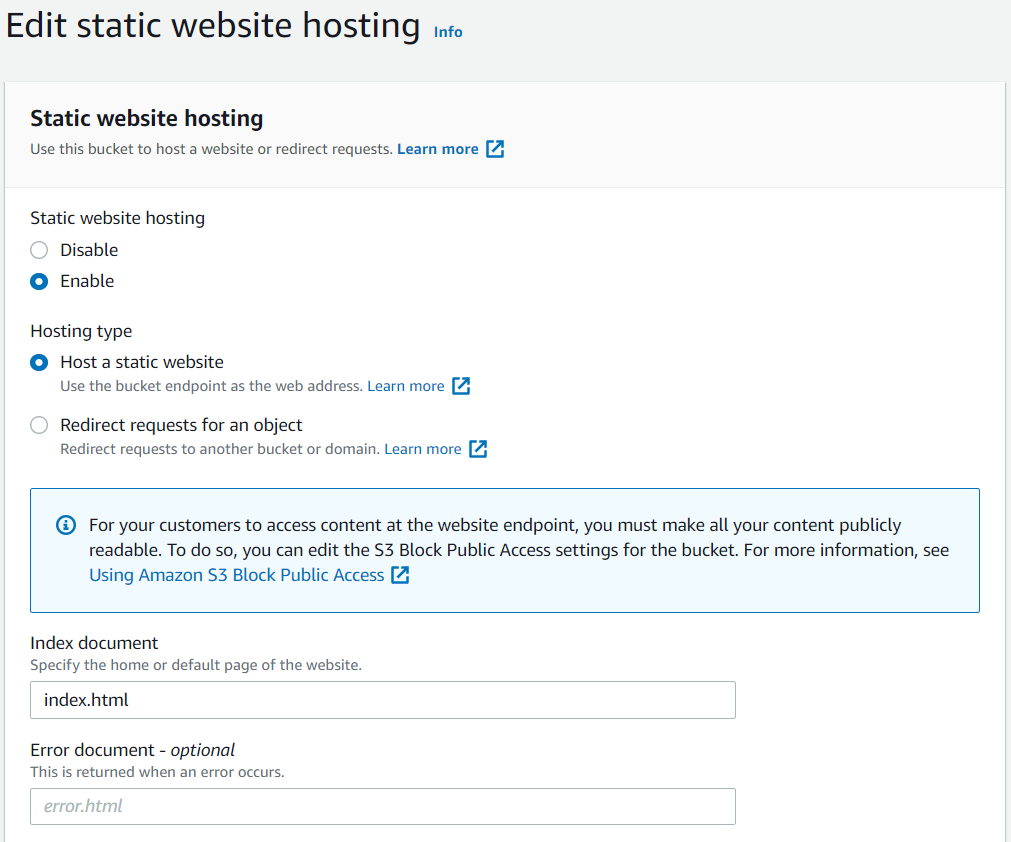 Edit static website hosting Info
Static website hosting
Use this bucket to host a website or redirect requests. Learn more
Static website hosting
Disable
Enable
Hosting type
Host a static website
Use the bucket endpoint as the web address. Learn more
Redirect requests for an object
Redirect requests to another bucket or domain. Learn more
For your customers to access content at the website endpoint, you must make all your content publicly
readable. To do so, you can edit the S3 Block Public Access settings for the bucket. For more information, see
Using Amazon S3 Block Public Access
Index document
Specify the home or default page of the website.
index.html
Error document - optional
This is returned when an error occurs.
error.html